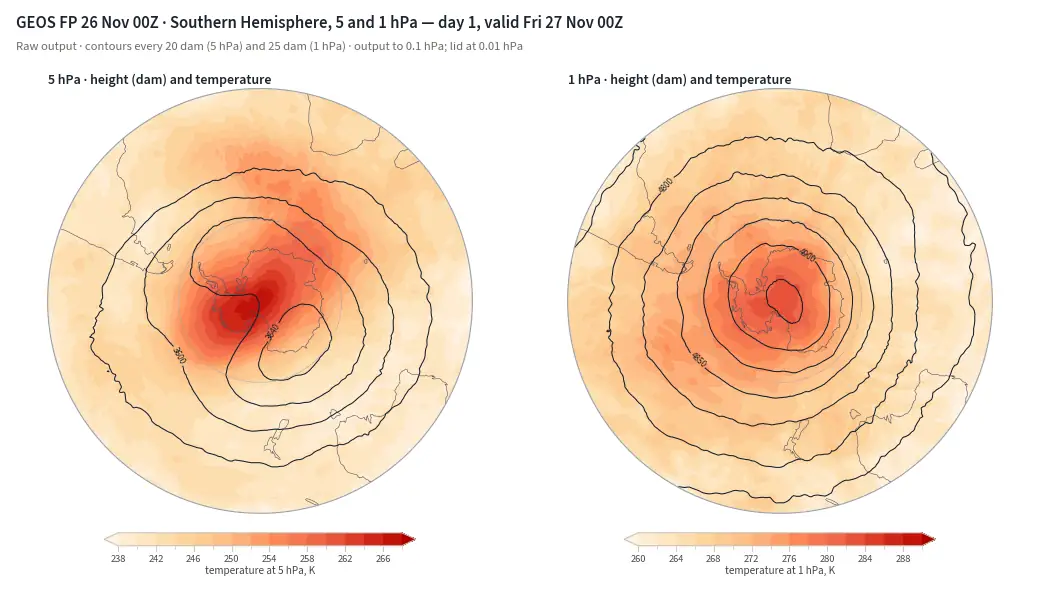 GEOS FP 26 Nov 00Z · Southern Hemisphere, 5 and 1 hPa — day 1, valid Fri 27 Nov 00Z
Raw output · contours every 20 dam (5 hPa) and 25 dam (1 hPa) · output to 0.1 hPa; lid at 0.01 hPa
5 hPa · height (dam) and temperature
3600
3640
238 242 246 250 254 258 262 266
temperature at 5 hPa, K
1 hPa · height (dam) and temperature
4800
4900
4850
260 264 268 272 276 280 284 288
temperature at 1 hPa, K